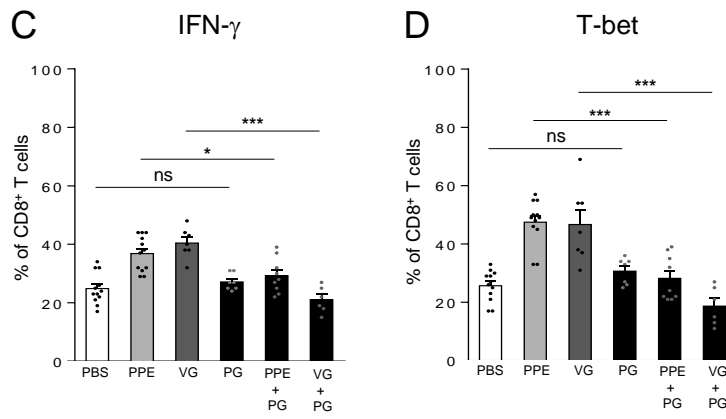 C
IFN-γ
% of CD8⁺ T cells
100
80
60
40
20
0
***
*
ns
PBS
PPE
VG
PG
PPE
+
PG
VG
+
PG
D
T-bet
% of CD8⁺ T cells
100
80
60
40
20
0
***
***
ns
PBS
PPE
VG
PG
PPE
+
PG
VG
+
PG